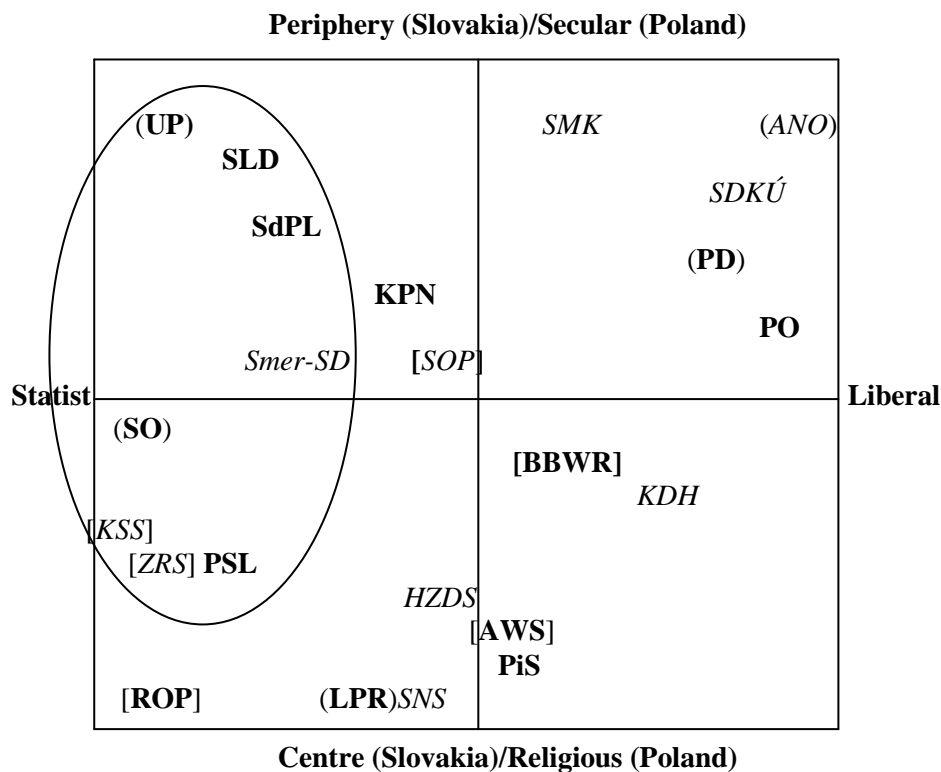 Periphery (Slovakia)/Secular (Poland)
(UP) SMK (ANO)
SLD
SDKÚ
SdPL
(PD)
KPN
PO
Smer-SD [SOP]
Statist Liberal
(SO)
[BBWR]
KDH
[KSS]
[ZRS] PSL
HZDS
[AWS]
PiS
[ROP] (LPR)SNS
Centre (Slovakia)/Religious (Poland)